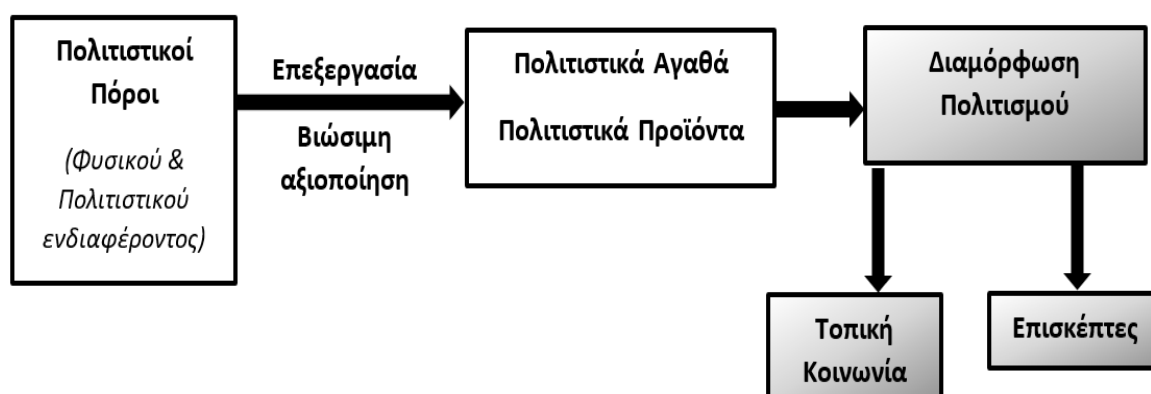 Πολιτιστικοί
Πόροι
(Φυσικού &
Πολιτιστικού
ενδιαφέροντος)
Επεξεργασία
Βιώσιμη
αξιοποίηση
Πολιτιστικά Αγαθά
Πολιτιστικά Προϊόντα
Διαμόρφωση
Πολιτισμού
Τοπική
Κοινωνία
Επισκέπτες